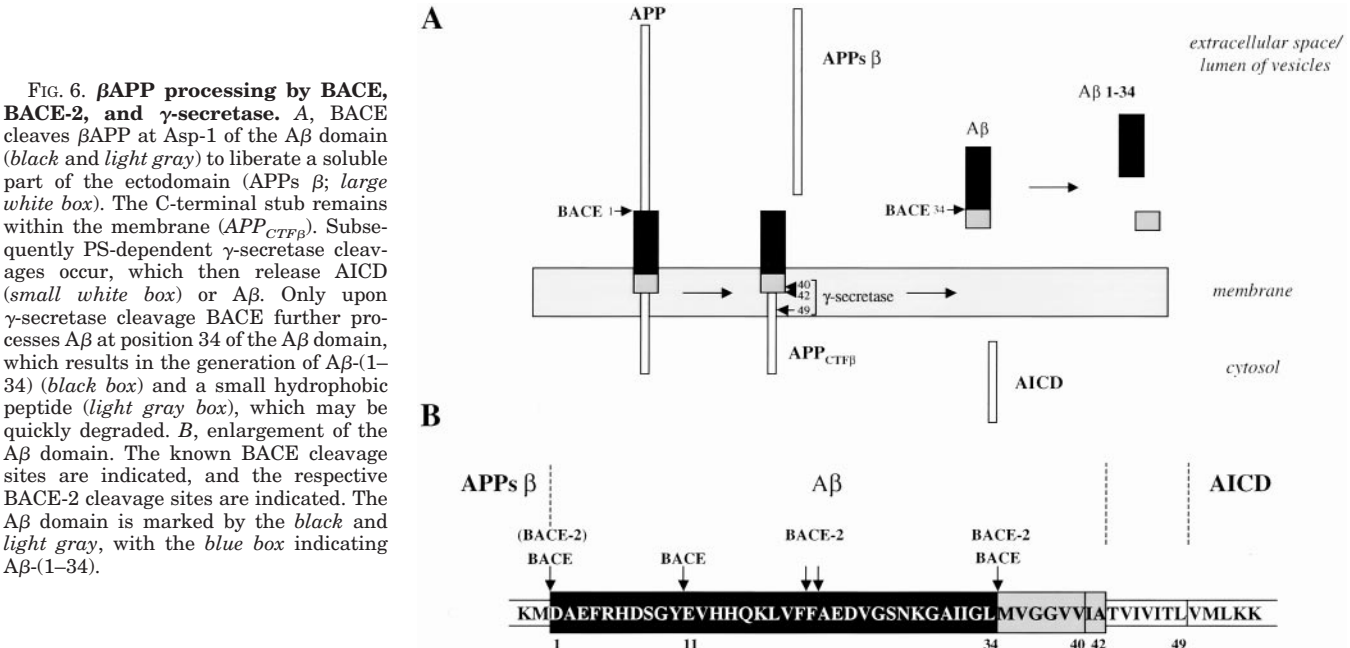 FIG. 6. βAPP processing by BACE,
BACE-2, and γ-secretase. A, BACE
cleaves βAPP at Asp-1 of the Aβ domain
(black and light gray) to liberate a soluble
part of the ectodomain (APPs β; large
white box). The C-terminal stub remains
within the membrane (APPCTFβ). Subse-
quently PS-dependent γ-secretase cleav-
ages occur, which then release AICD
(small white box) or Aβ. Only upon
γ-secretase cleavage BACE further pro-
cesses Aβ at position 34 of the Aβ domain,
which results in the generation of Aβ-(1–
34) (black box) and a small hydrophobic
peptide (light gray box), which may be
quickly degraded. B, enlargement of the
Aβ domain. The known BACE cleavage
sites are indicated, and the respective
BACE-2 cleavage sites are indicated. The
Aβ domain is marked by the black and
light gray, with the blue box indicating
Aβ-(1–34).
A
APP
APPs β
extracellular space/
lumen of vesicles
Aβ 1-34
Aβ
BACE 1
BACE 34
40
42
γ-secretase
49
membrane
APPCTFβ
AICD
cytosol
B
APPs β
Aβ
AICD
(BACE-2)
BACE-2
BACE-2
BACE
BACE
BACE
KMDAEFRHDSGYEVHHQKLVFFAEDVGSNKGAIIGLMVGGVVIATVIVITLVMLKK
1
11
34
40
42
49